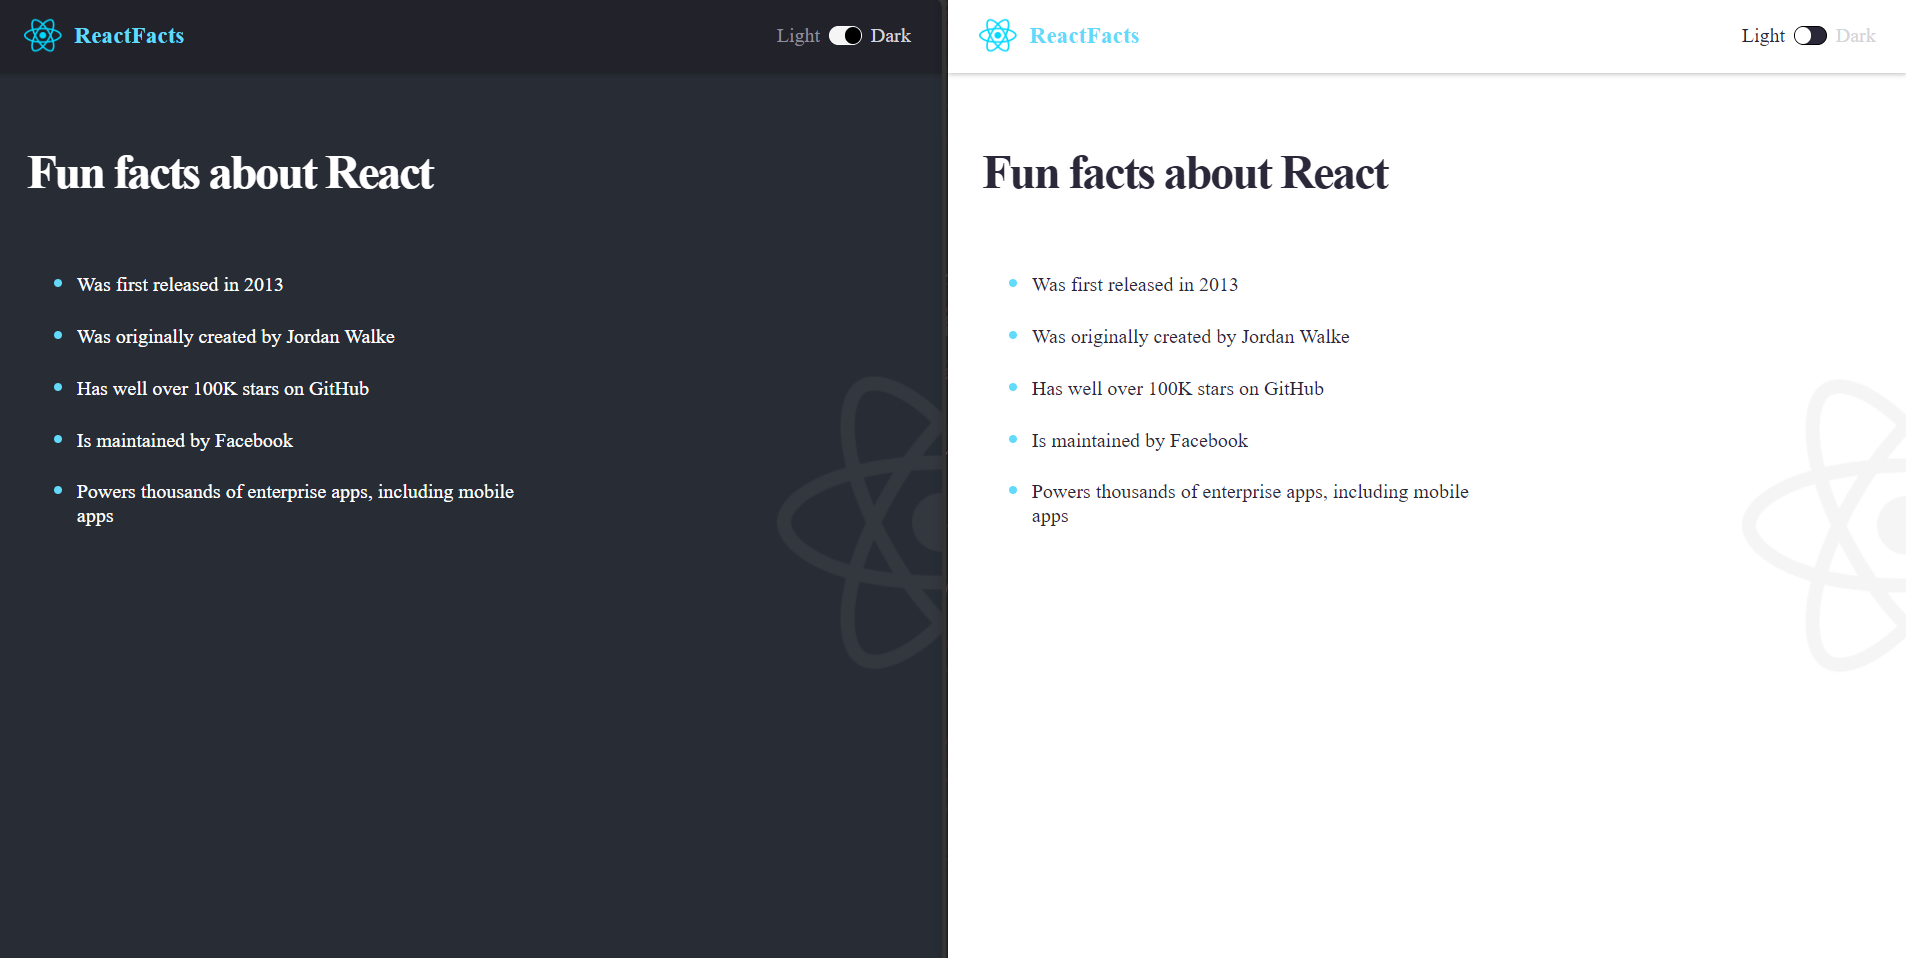 ReactFacts
Light Dark
Fun facts about React
Was first released in 2013
Was originally created by Jordan Walke
Has well over 100K stars on GitHub
Is maintained by Facebook
Powers thousands of enterprise apps, including mobile
apps
ReactFacts
Light Dark
Fun facts about React
Was first released in 2013
Was originally created by Jordan Walke
Has well over 100K stars on GitHub
Is maintained by Facebook
Powers thousands of enterprise apps, including mobile
apps